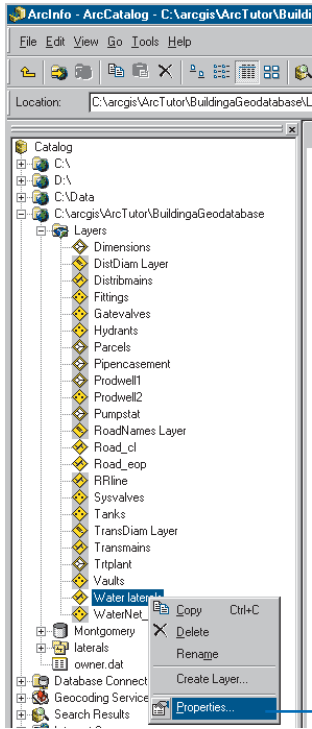 ArcInfo - ArcCatalog - C:\arcgis\ArcTutor\Buildi
File Edit View Go Tools Help
Location: C:\arcgis\ArcTutor\BuildingaGeodatabase\L
Catalog
C:\
D:\
C:\Data
C:\arcgis\ArcTutor\BuildingaGeodatabase
Layers
Dimensions
DistDiam Layer
Distribmains
Fittings
Gatevalves
Hydrants
Parcels
Pipencasement
Prodwell1
Prodwell2
Pumpstat
RoadNames Layer
Road_cl
Road_eop
RRline
Sysvalves
Tanks
TransDiam Layer
Transmains
Trtplant
Vaults
Water laterals
WaterNet_
Montgomery
laterals
owner.dat
Database Connect
Geocoding Service
Search Results
Copy Ctrl+C
Delete
Rename
Create Layer...
Properties...